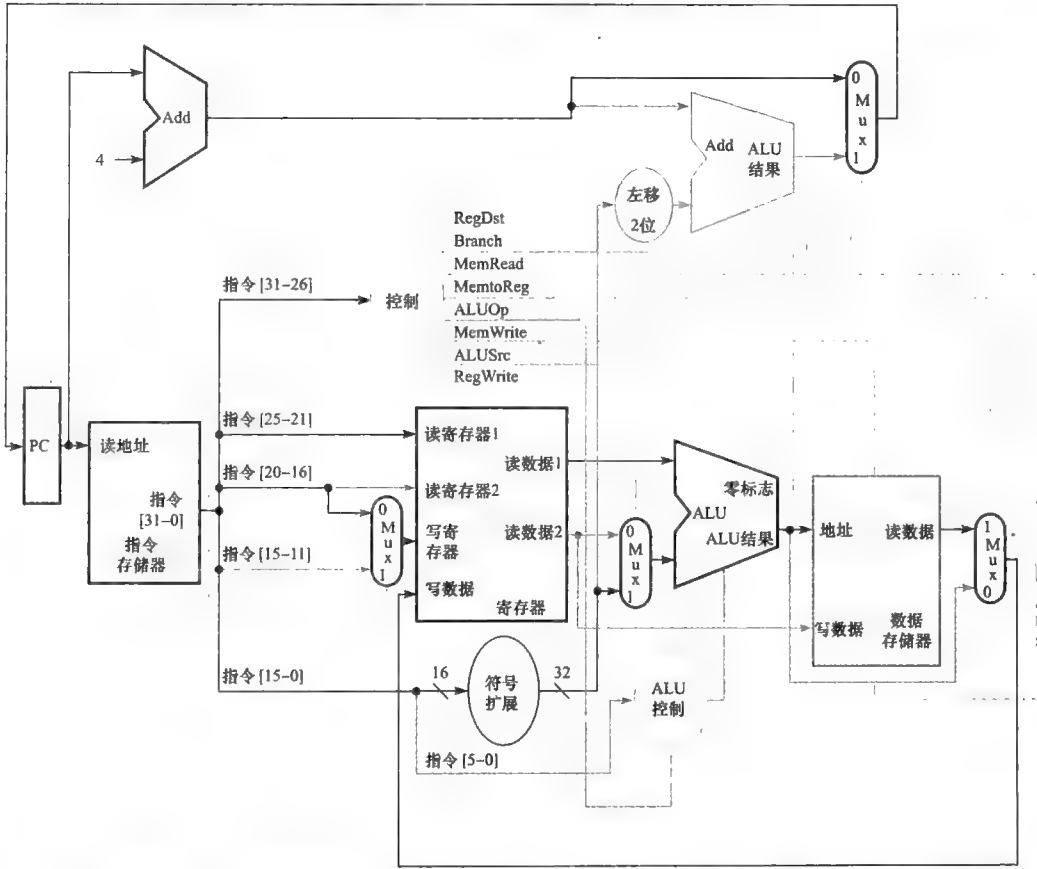 0
M
u
x
1
Add
4
Add
ALU
结果
左移
2位
RegDst
Branch
MemRead
MemtoReg
ALUOp
MemWrite
ALUSrc
RegWrite
指令 [31-26]
控制
PC
读地址
指令
[31-0]
指令
存储器
指令 [25-21]
指令 [20-16]
指令 [15-11]
0
M
u
x
1
读寄存器1
读数据1
读寄存器2
写寄
存器
读数据2
写数据
寄存器
0
M
u
x
1
零标志
ALU
ALU结果
地址
读数据
写数据
数据
存储器
1
M
u
x
0
指令 [15-0]
16
符号
扩展
32
ALU
控制
指令 [5-0]